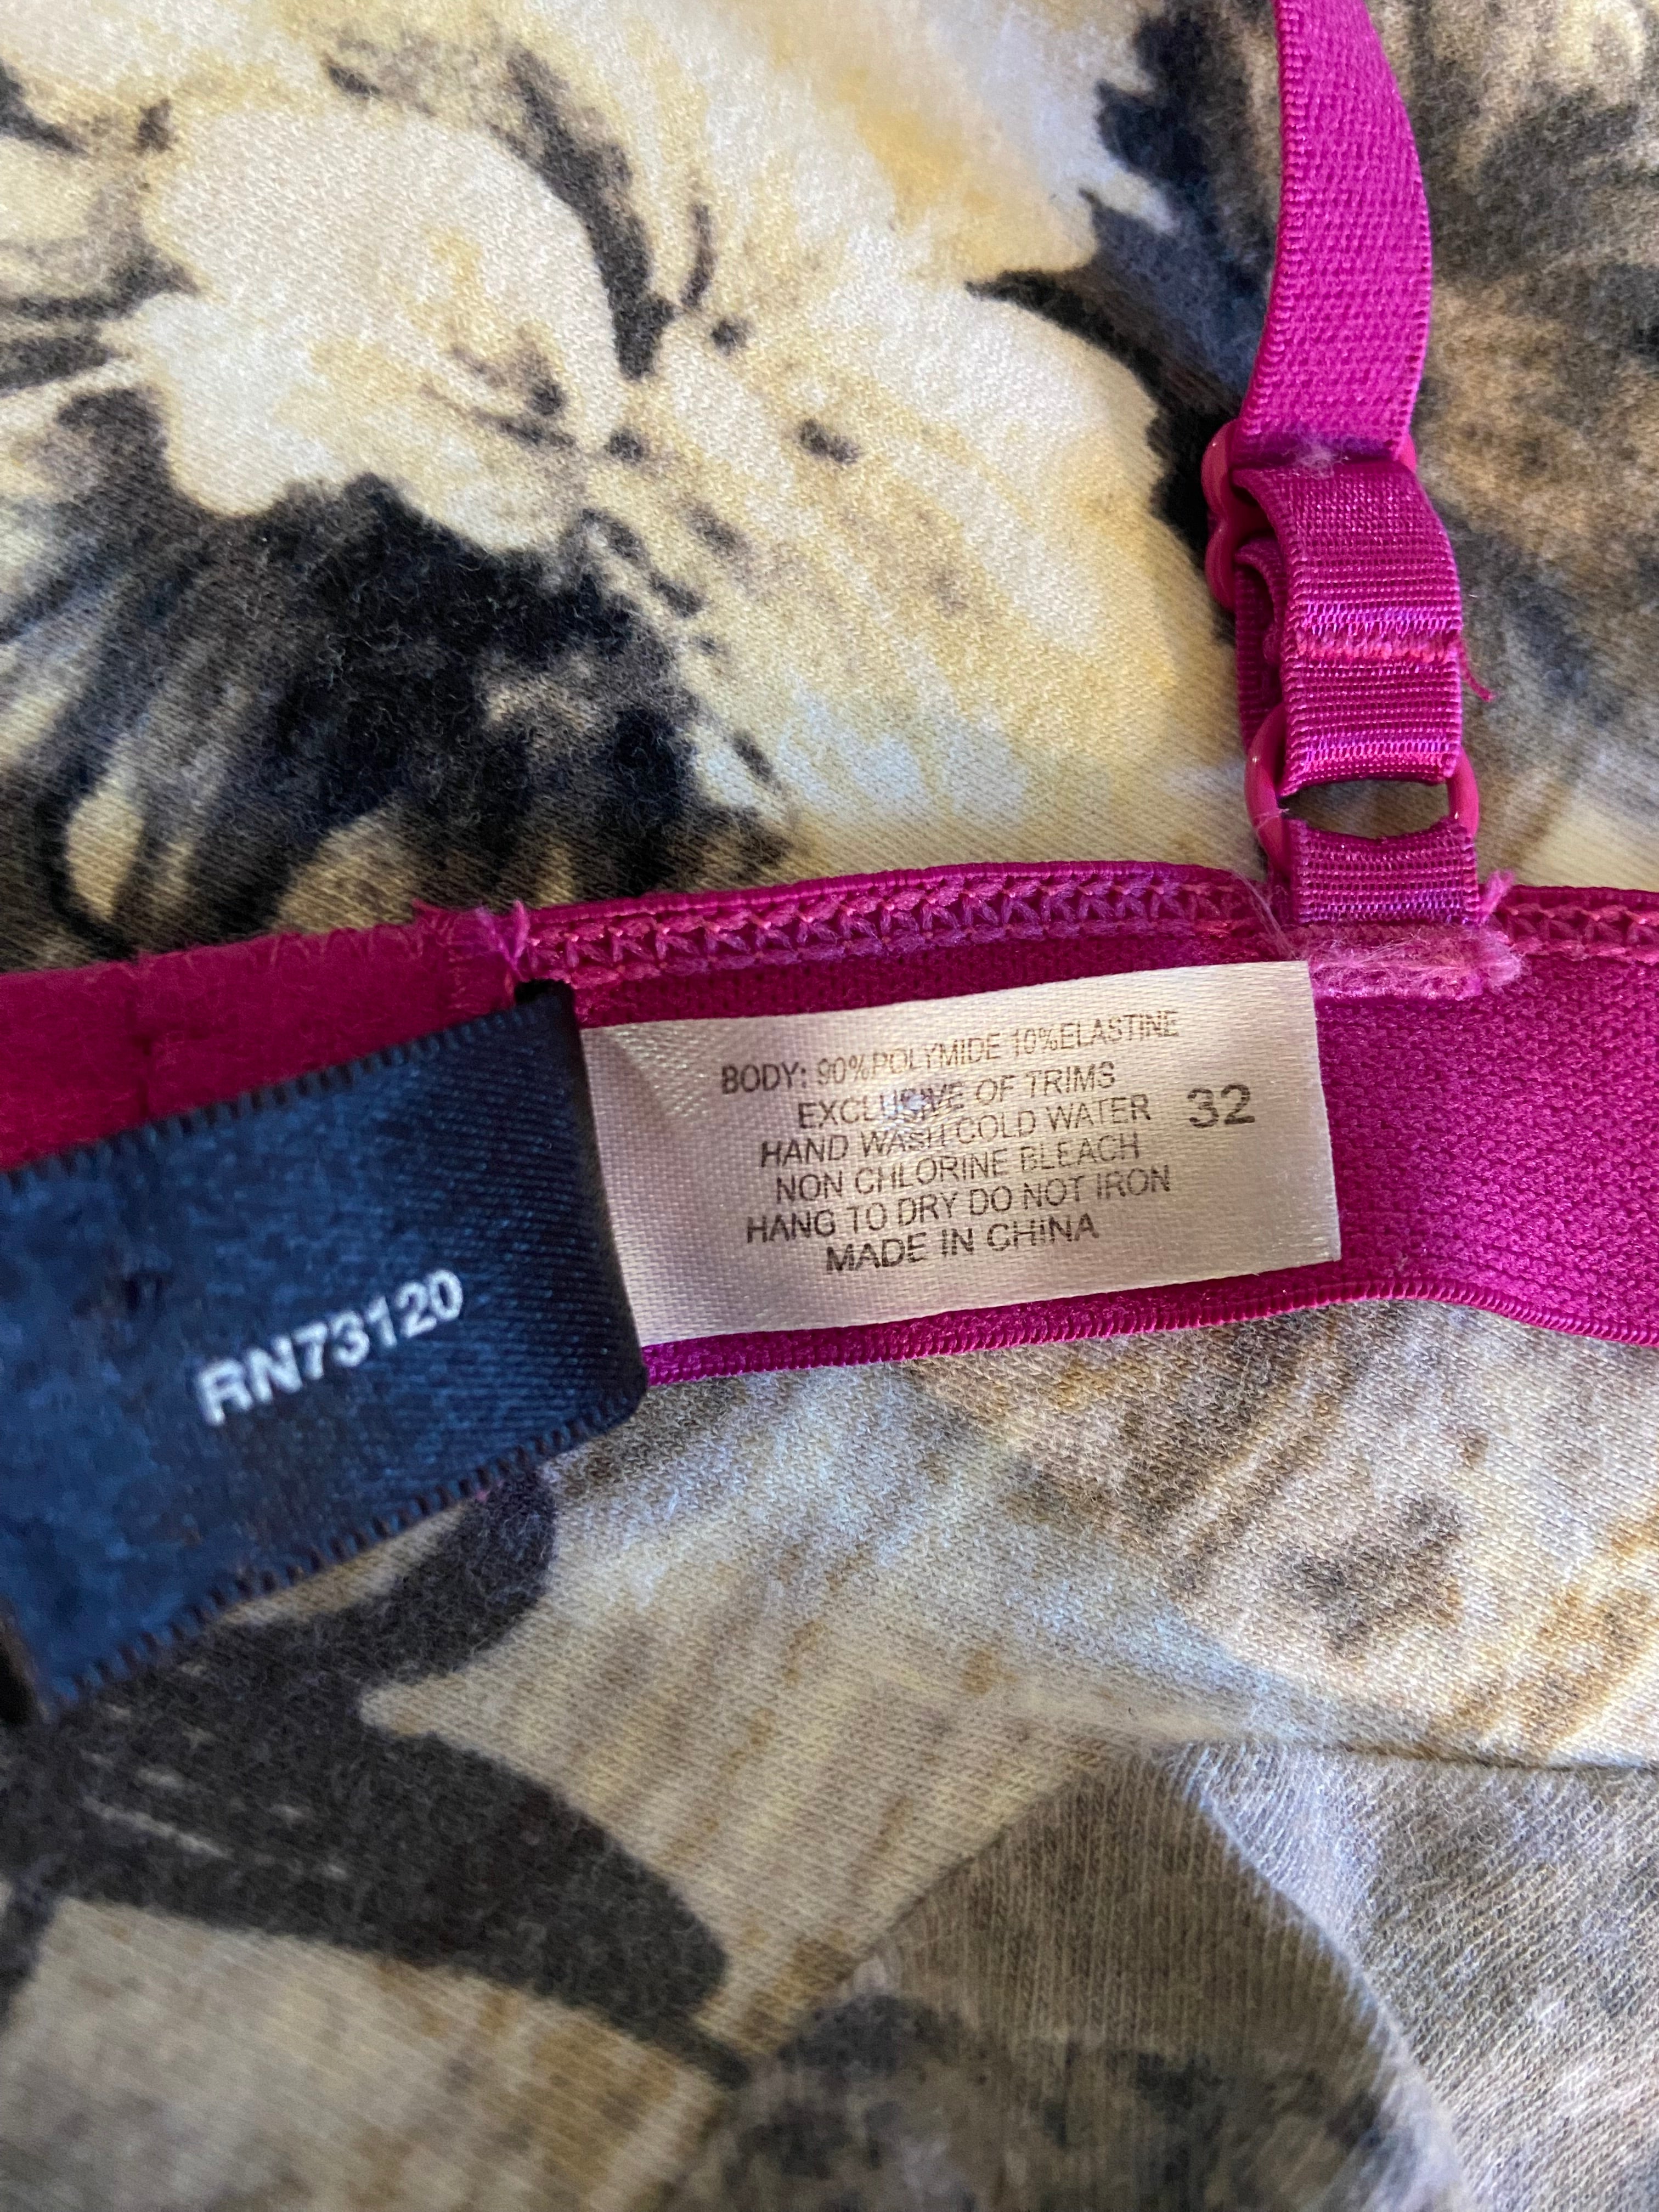 BODY: 90%POLYMIDE 10%ELASTINE
EXCLUSIVE OF TRIMS
HAND WASH COLD WATER
NON CHLORINE BLEACH
HANG TO DRY DO NOT IRON
MADE IN CHINA
32
RN73120